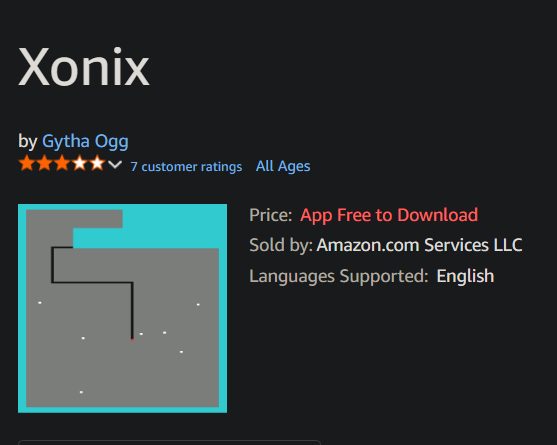 Xonix
by Gytha Ogg
7 customer ratings All Ages
Price: App Free to Download
Sold by: Amazon.com Services LLC
Languages Supported: English